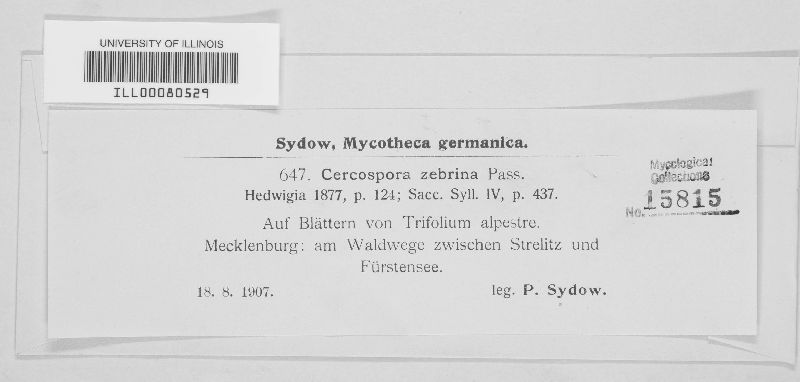 UNIVERSITY OF ILLINOIS
ILL00080529
Sydow, Mycotheca germanica.
647. Cercospora zebrina Pass.
Hedwigia 1877, p. 124; Sacc. Syll. IV, p. 437.
Auf Blättern von Trifolium alpestre.
Mecklenburg: am Waldwege zwischen Strelitz und
Fürstensee.
18. 8. 1907. leg. P. Sydow.
Mycological
Collections
No. 15815